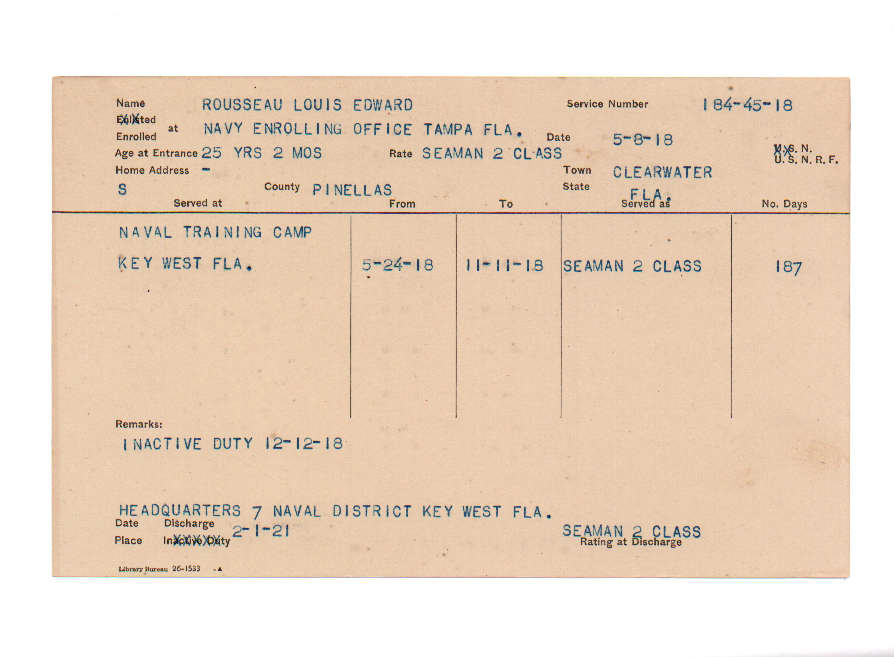 Name ROUSSEAU LOUIS EDWARD Service Number 184-45-18
Enlisted
Enrolled at NAVY ENROLLING OFFICE TAMPA FLA. Date 5-8-18
U.S. N.
Age at Entrance 25 YRS 2 MOS Rate SEAMAN 2 CLASS U. S. N. R. F.
Home Address - Town CLEARWATER
S County PINELLAS State FLA.
Served at From To Served as No. Days
NAVAL TRAINING CAMP
KEY WEST FLA. 5-24-18 11-11-18 SEAMAN 2 CLASS 187
Remarks:
INACTIVE DUTY 12-12-18
HEADQUARTERS 7 NAVAL DISTRICT KEY WEST FLA.
Date Discharge 2-1-21 SEAMAN 2 CLASS
Place Inactive Duty Rating at Discharge
Library Bureau 26-1533 -A